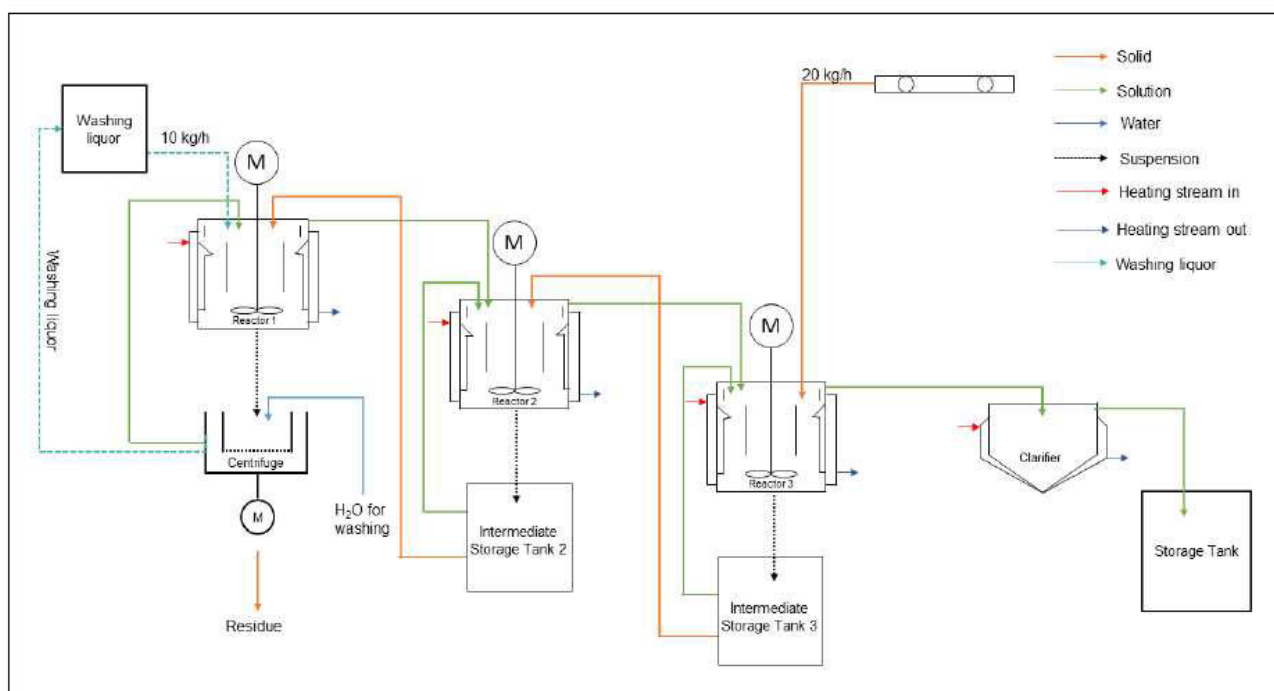 20 kg/h
Solid
Solution
Water
Suspension
Heating stream in
Heating stream out
Washing liquor
Washing
liquor
10 kg/h
M
Washing liquor
Reactor 1
M
Reactor 2
M
Reactor 3
Centrifuge
M
H₂O for
washing
Residue
Intermediate
Storage Tank 2
Intermediate
Storage Tank 3
Clarifier
Storage Tank